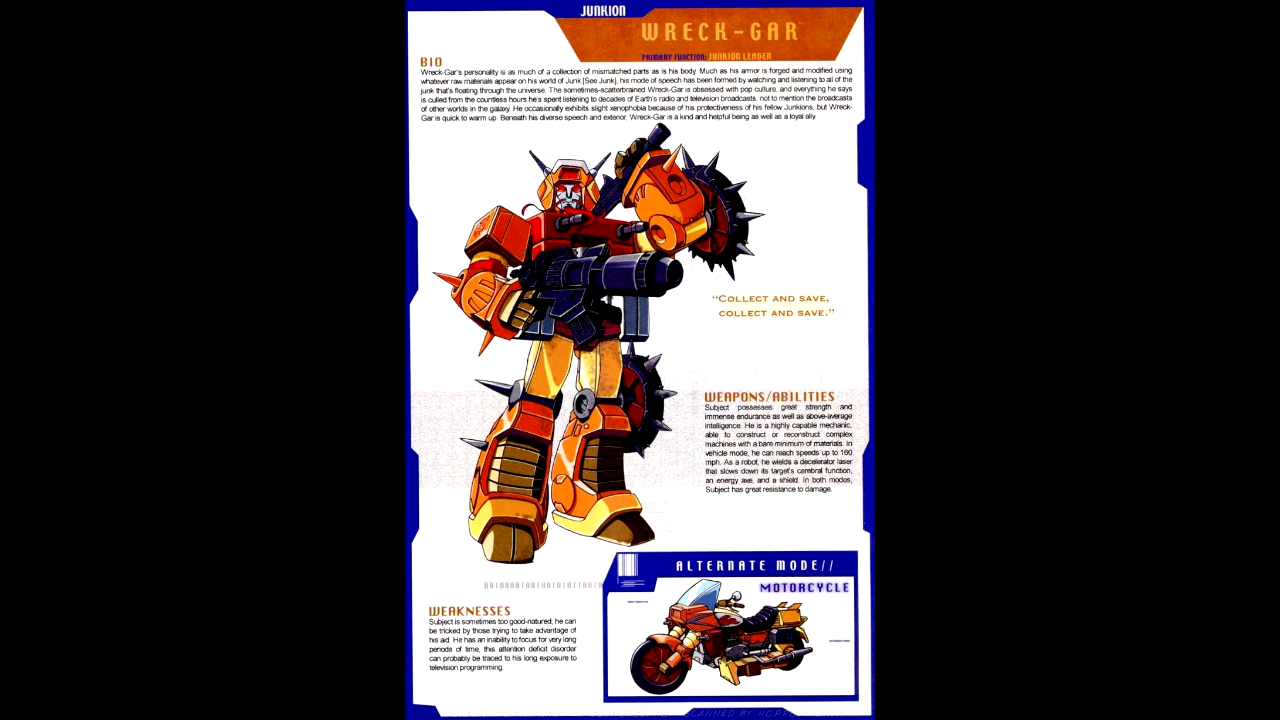 JUNKION
WRECK-GAR
PRIMARY FUNCTION: JUNKION LEADER
BIO
Wreck-Gar's personality is as much of a collection of mismatched parts as is his body. Much as his armor is forged and modified using
whatever raw materials appear on his world of Junk [See Junk], his mode of speech has been formed by watching and listening to all of the
junk that's floating through the universe. The sometimes-scatterbrained Wreck-Gar is obsessed with pop culture, and everything he says
is culled from the countless hours he's spent listening to decades of Earth's radio and television broadcasts, not to mention the broadcasts
of other worlds in the galaxy. He occasionally exhibits slight xenophobia because of his protectiveness of his fellow Junkions, but Wreck-
Gar is quick to warm up. Beneath his diverse speech and exterior, Wreck-Gar is a kind and helpful being as well as a loyal ally.
"COLLECT AND SAVE,
COLLECT AND SAVE."
WEAPONS/ABILITIES
Subject possesses great strength and
immense endurance as well as above-average
intelligence. He is a highly capable mechanic,
able to construct or reconstruct complex
machines with a bare minimum of materials. In
vehicle mode, he can reach speeds up to 160
mph. As a robot, he wields a decelerator laser
that slows down its target's cerebral function,
an energy axe, and a shield. In both modes,
Subject has great resistance to damage.
ALTERNATE MODE//
MOTORCYCLE
WEAKNESSES
Subject is sometimes too good-natured; he can
be tricked by those trying to take advantage of
his aid. He has an inability to focus for very long
periods of time; this attention deficit disorder
can probably be traced to his long exposure to
television programming.
SCANNED BY